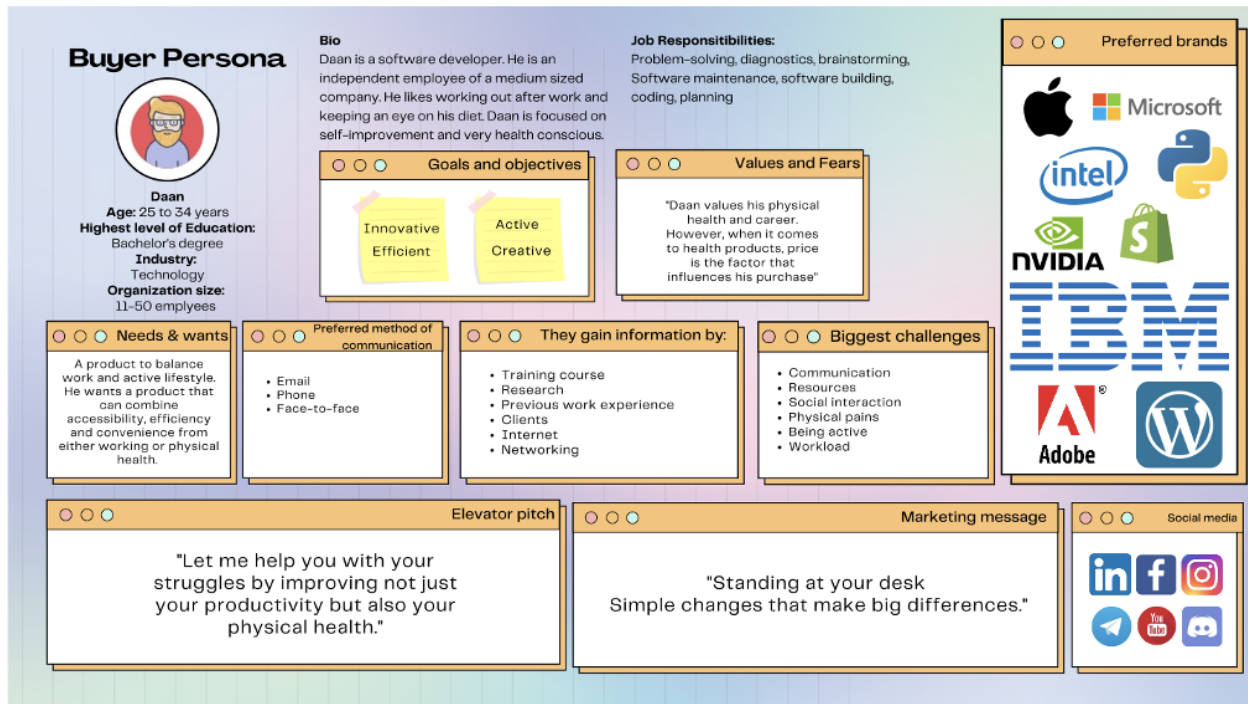 Buyer Persona
Daan
Age: 25 to 34 years
Highest level of Education:
Bachelor's degree
Industry:
Technology
Organization size:
11-50 emplyees
Bio
Daan is a software developer. He is an
independent employee of a medium sized
company. He likes working out after work and
keeping an eye on his diet. Daan is focused on
self-improvement and very health conscious.
Job Responsitibilities:
Problem-solving, diagnostics, brainstorming,
Software maintenance, software building,
coding, planning
Goals and objectives
Innovative
Efficient
Active
Creative
Values and Fears
"Daan values his physical
health and career.
However, when it comes
to health products, price
is the factor that
influences his purchase"
Preferred brands
Microsoft
intel
S
NVIDIA
IBM
Adobe
W
Needs & wants
A product to balance
work and active lifestyle.
He wants a product that
can combine
accessibility, efficiency
and convenience from
either working or physical
health.
Preferred method of
communication
• Email
• Phone
• Face-to-face
They gain information by:
• Training course
• Research
• Previous work experience
• Clients
• Internet
• Networking
Biggest challenges
• Communication
• Resources
• Social interaction
• Physical pains
• Being active
• Workload
Elevator pitch
"Let me help you with your
struggles by improving not just
your productivity but also your
physical health."
Marketing message
"Standing at your desk
Simple changes that make big differences."
Social media
in
f
You
Tube